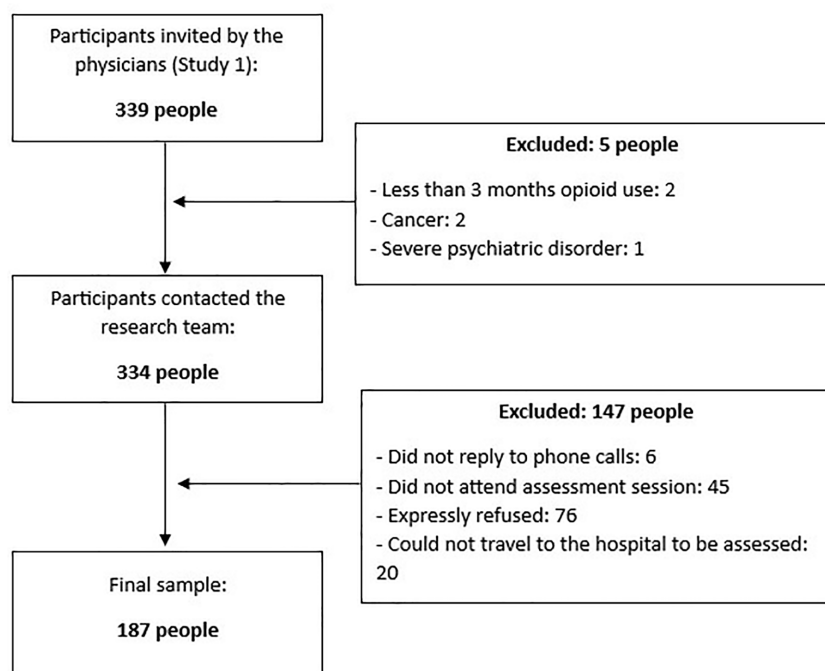 Participants invited by the
physicians (Study 1):
339 people
Excluded: 5 people
- Less than 3 months opioid use: 2
- Cancer: 2
- Severe psychiatric disorder: 1
Participants contacted the
research team:
334 people
Excluded: 147 people
- Did not reply to phone calls: 6
- Did not attend assessment session: 45
- Expressly refused: 76
- Could not travel to the hospital to be assessed:
20
Final sample:
187 people